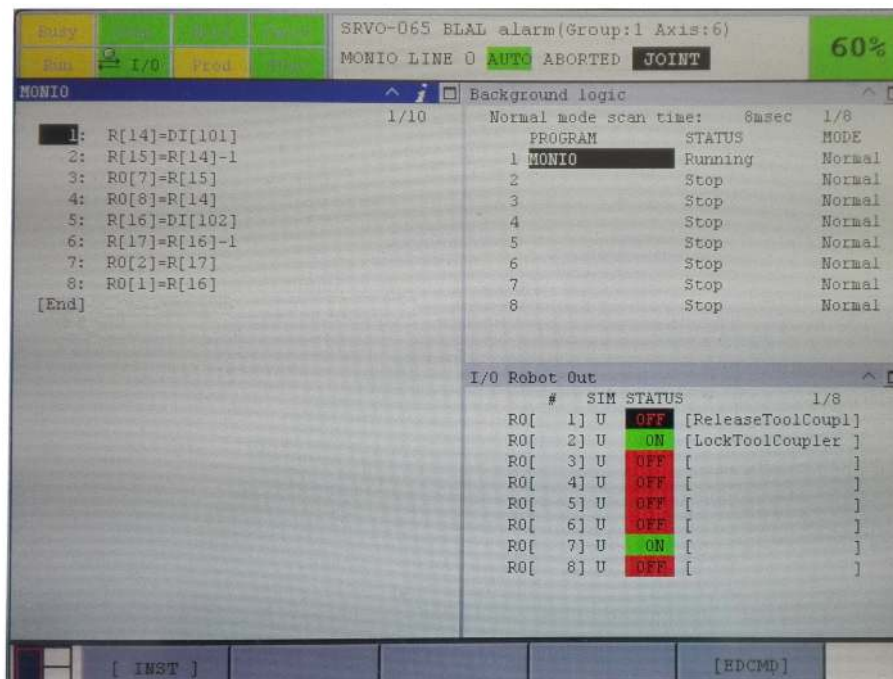 Busy
SRVO-065 BLAL alarm(Group:1 Axis:6)
I/O Prod
MONIO LINE 0 AUTO ABORTED JOINT
60%
MONIO
1/10
1: R[14]=DI[101]
2: R[15]=R[14]-1
3: RO[7]=R[15]
4: RO[8]=R[14]
5: R[16]=DI[102]
6: R[17]=R[16]-1
7: RO[2]=R[17]
8: RO[1]=R[16]
[End]
Background logic
Normal mode scan time: 8msec 1/8
PROGRAM STATUS MODE
1 MONIO Running Normal
2 Stop Normal
3 Stop Normal
4 Stop Normal
5 Stop Normal
6 Stop Normal
7 Stop Normal
8 Stop Normal
I/O Robot Out
# SIM STATUS 1/8
RO[ 1] U OFF [ReleaseToolCoupl]
RO[ 2] U ON [LockToolCoupler ]
RO[ 3] U OFF [ ]
RO[ 4] U OFF [ ]
RO[ 5] U OFF [ ]
RO[ 6] U OFF [ ]
RO[ 7] U ON [ ]
RO[ 8] U OFF [ ]
[ INST ] [EDCMD]